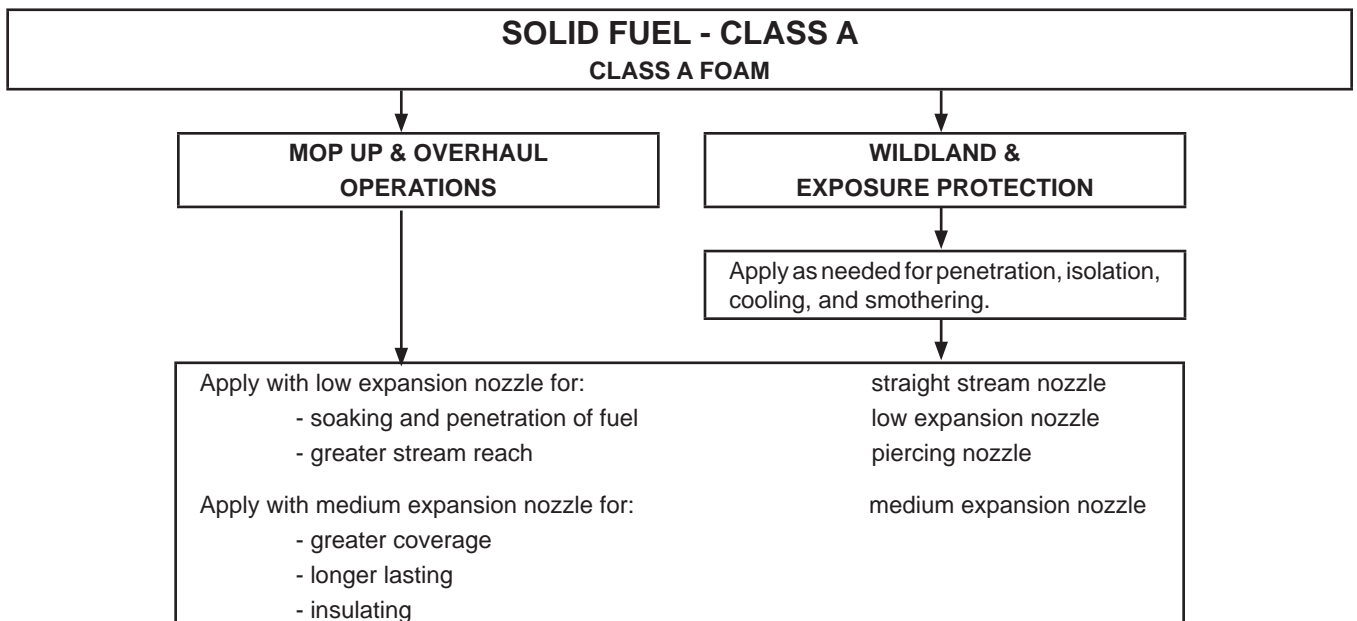 SOLID FUEL - CLASS A
CLASS A FOAM
MOP UP & OVERHAUL
OPERATIONS
WILDLAND &
EXPOSURE PROTECTION
Apply as needed for penetration, isolation,
cooling, and smothering.
Apply with low expansion nozzle for:
- soaking and penetration of fuel
- greater stream reach
Apply with medium expansion nozzle for:
- greater coverage
- longer lasting
- insulating
straight stream nozzle
low expansion nozzle
piercing nozzle
medium expansion nozzle